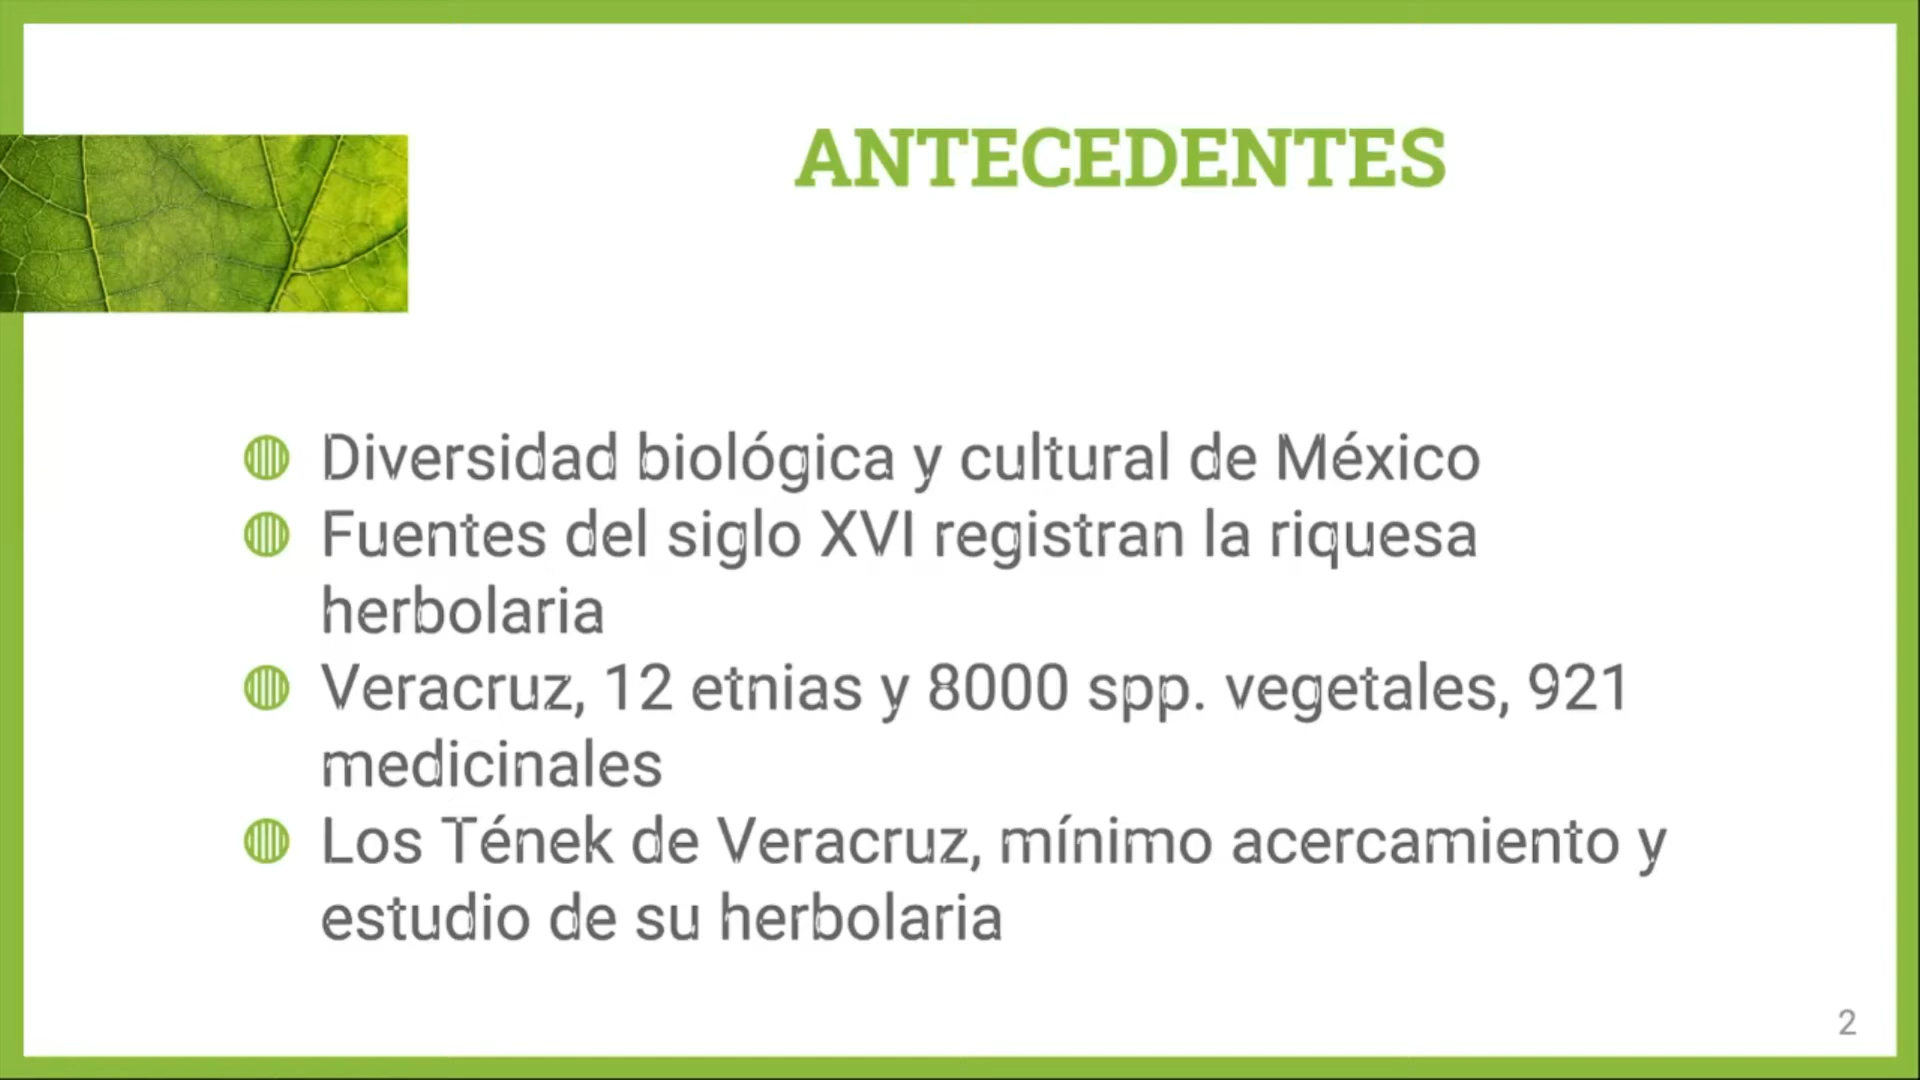 ANTECEDENTES
Diversidad biológica y cultural de México
Fuentes del siglo XVI registran la riquesa
herbolaria
Veracruz, 12 etnias y 8000 spp. vegetales, 921
medicinales
Los Tének de Veracruz, mínimo acercamiento y
estudio de su herbolaria
2